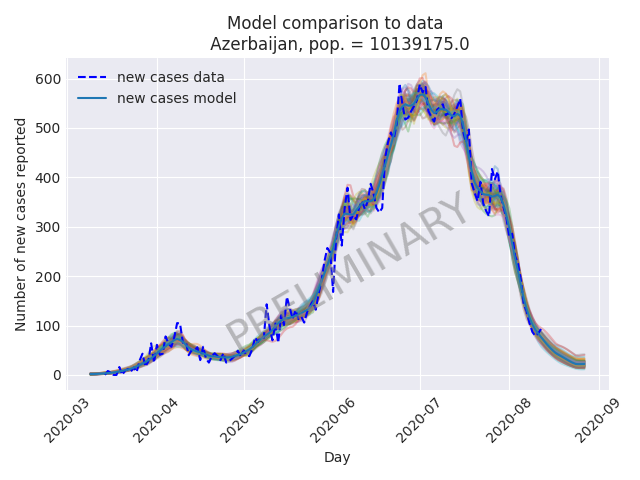 Model comparison to data
Azerbaijan, pop. = 10139175.0
new cases data
new cases model
Number of new cases reported
600
500
400
300
200
100
0
PRELIMINARY
2020-03
2020-04
2020-05
2020-06
2020-07
2020-08
2020-09
Day